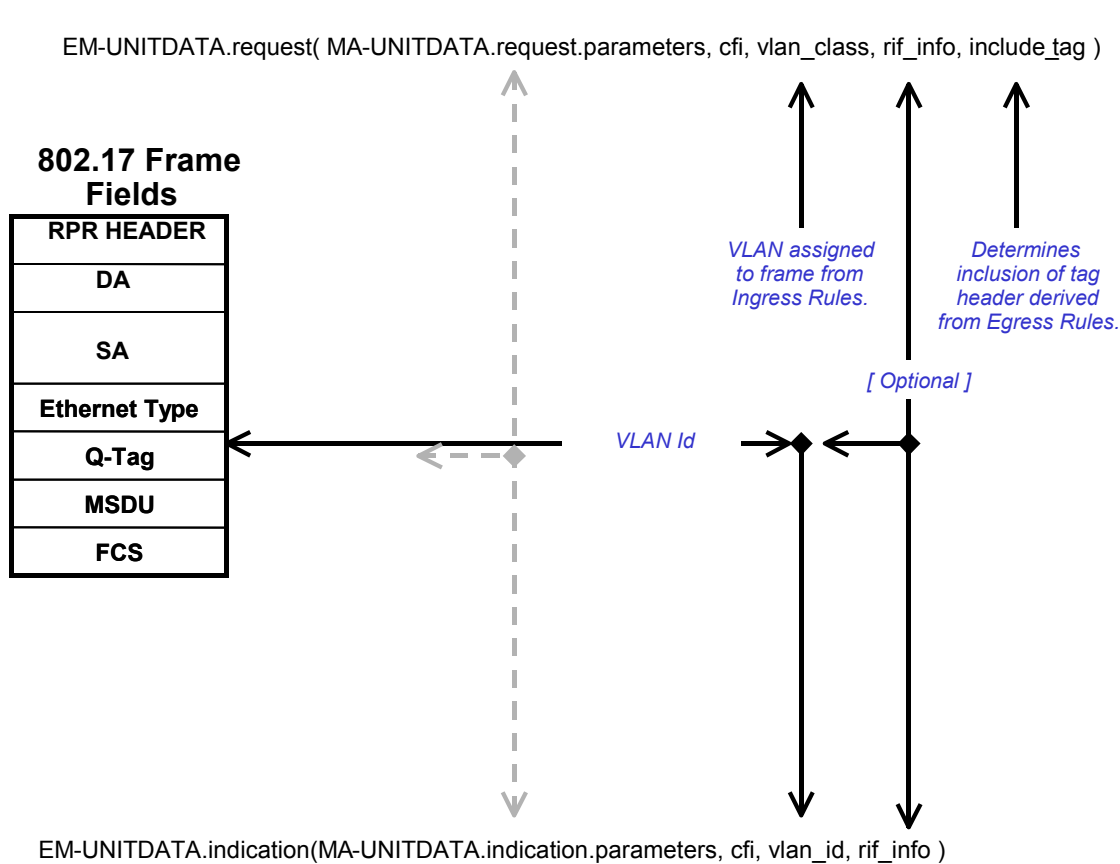 EM-UNITDATA.request( MA-UNITDATA.request.parameters, cfi, vlan_class, rif_info, include_tag )
802.17 Frame
Fields
RPR HEADER
DA
SA
Ethernet Type
Q-Tag
MSDU
FCS
VLAN assigned
to frame from
Ingress Rules.
Determines
inclusion of tag
header derived
from Egress Rules.
[ Optional ]
VLAN Id
EM-UNITDATA.indication(MA-UNITDATA.indication.parameters, cfi, vlan_id, rif_info )